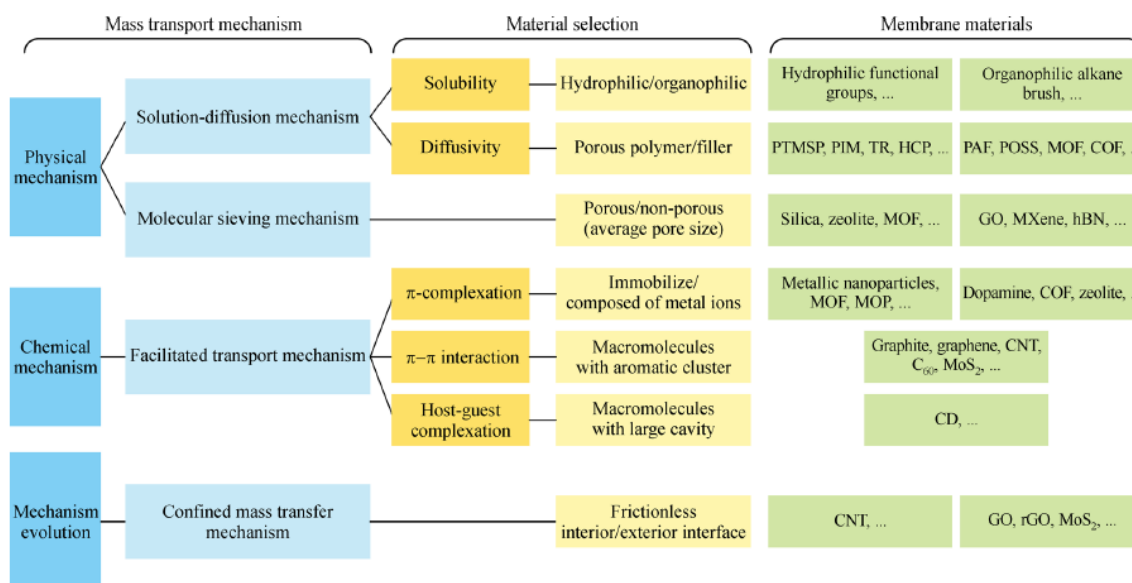 Mass transport mechanism
Material selection
Membrane materials
Physical
mechanism
Solution-diffusion mechanism
Solubility
Hydrophilic/organophilic
Hydrophilic functional
groups, ...
Organophilic alkane
brush, ...
Diffusivity
Porous polymer/filler
PTMSP, PIM, TR, HCP, ...
PAF, POSS, MOF, COF, .
Molecular sieving mechanism
Porous/non-porous
(average pore size)
Silica, zeolite, MOF, ...
GO, MXene, hBN, ...
Chemical
mechanism
Facilitated transport mechanism
π-complexation
Immobilize/
composed of metal ions
Metallic nanoparticles,
MOF, MOP, ...
Dopamine, COF, zeolite, .
π−π interaction
Macromolecules
with aromatic cluster
Graphite, graphene, CNT,
C₆₀, MoS₂, ...
Host-guest
complexation
Macromolecules
with large cavity
CD, ...
Mechanism
evolution
Confined mass transfer
mechanism
Frictionless
interior/exterior interface
CNT, ...
GO, rGO, MoS₂, ...